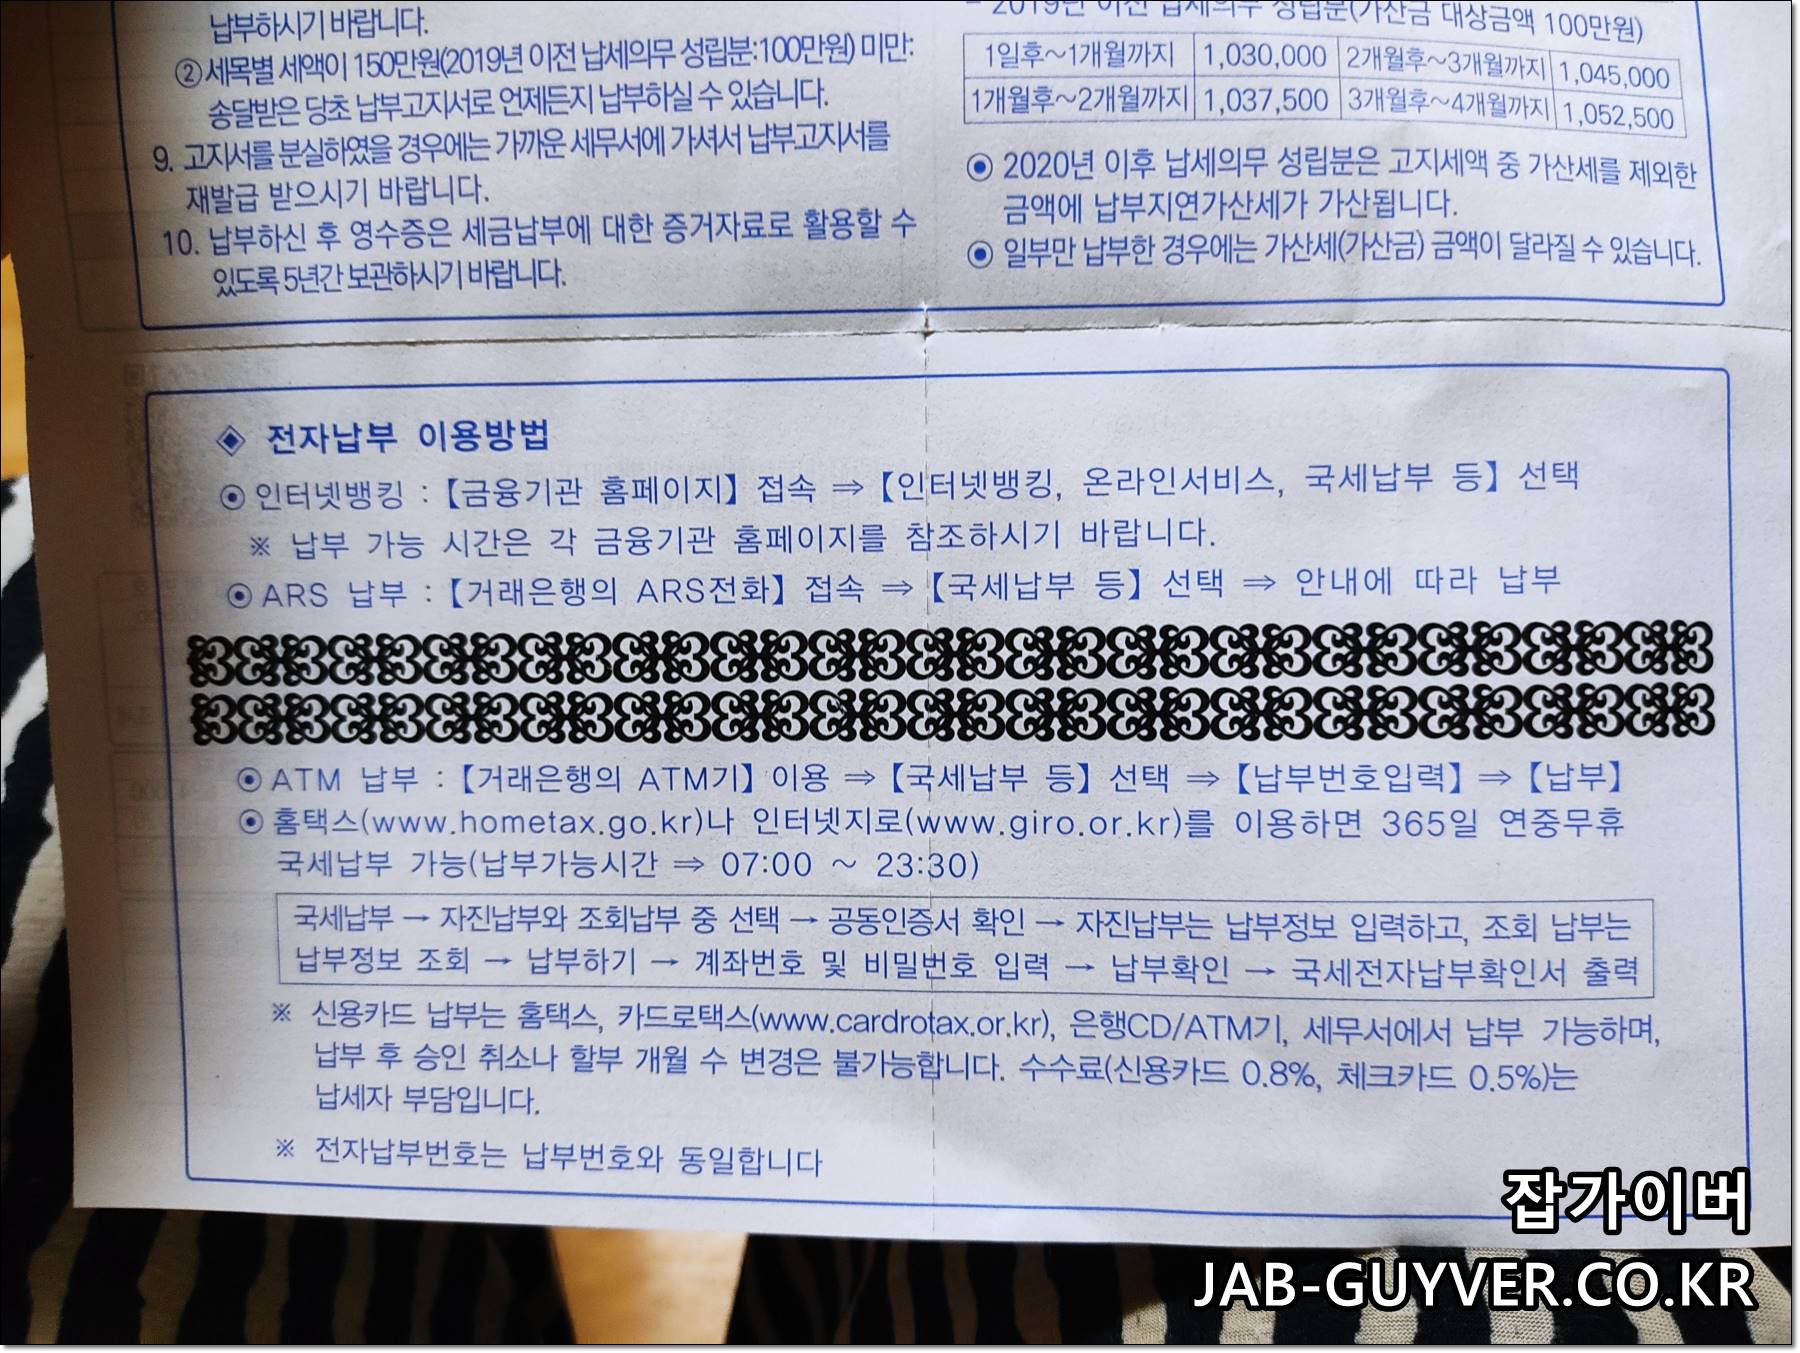 납부하시기 바랍니다.
② 세목별 세액이 150만원(2019년 이전 납세의무 성립분:100만원) 미만:
송달받은 당초 납부고지서로 언제든지 납부하실 수 있습니다.
9. 고지서를 분실하였을 경우에는 가까운 세무서에 가셔서 납부고지서를
재발급 받으시기 바랍니다.
10. 납부하신 후 영수증은 세금납부에 대한 증거자료로 활용할 수
있도록 5년간 보관하시기 바랍니다.
- 2019년 이전 납세의무 성립분(가산금 대상금액 100만원)
1일후~1개월까지 1,030,000 2개월후~3개월까지 1,045,000
1개월후~2개월까지 1,037,500 3개월후~4개월까지 1,052,500
◉ 2020년 이후 납세의무 성립분은 고지세액 중 가산세를 제외한
금액에 납부지연가산세가 가산됩니다.
◉ 일부만 납부한 경우에는 가산세(가산금) 금액이 달라질 수 있습니다.
◈ 전자납부 이용방법
◉ 인터넷뱅킹 : 【금융기관 홈페이지】 접속 ⇒ 【인터넷뱅킹, 온라인서비스, 국세납부 등】 선택
※ 납부 가능 시간은 각 금융기관 홈페이지를 참조하시기 바랍니다.
◉ ARS 납부 : 【거래은행의 ARS전화】 접속 ⇒ 【국세납부 등】 선택 ⇒ 안내에 따라 납부
◉ ATM 납부 : 【거래은행의 ATM기】 이용 ⇒ 【국세납부 등】 선택 ⇒ 【납부번호입력】 ⇒ 【납부】
◉ 홈택스(www.hometax.go.kr)나 인터넷지로(www.giro.or.kr)를 이용하면 365일 연중무휴
국세납부 가능(납부가능시간 ⇒ 07:00 ~ 23:30)
국세납부 → 자진납부와 조회납부 중 선택 → 공동인증서 확인 → 자진납부는 납부정보 입력하고, 조회 납부는
납부정보 조회 → 납부하기 → 계좌번호 및 비밀번호 입력 → 납부확인 → 국세전자납부확인서 출력
※ 신용카드 납부는 홈택스, 카드로택스(www.cardrotax.or.kr), 은행CD/ATM기, 세무서에서 납부 가능하며,
납부 후 승인 취소나 할부 개월 수 변경은 불가능합니다. 수수료(신용카드 0.8%, 체크카드 0.5%)는
납세자 부담입니다.
※ 전자납부번호는 납부번호와 동일합니다
잡가이버
JAB-GUYVER.CO.KR